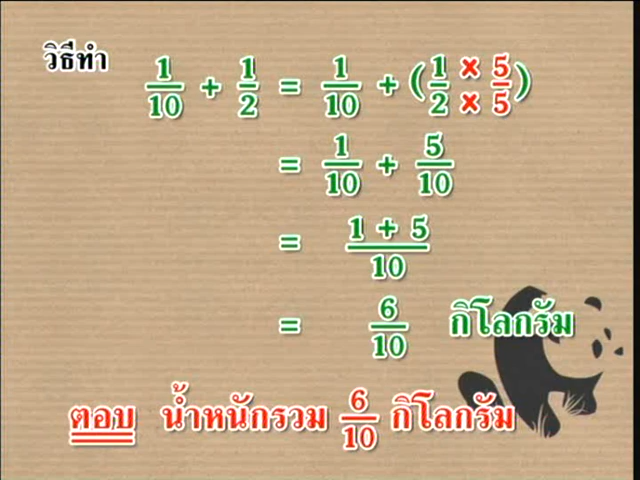 วิธีทำ
1/10 + 1/2 = 1/10 + (1/2 × 5/5)
= 1/10 + 5/10
= 1 + 5/10
= 6/10 กิโลกรัม
ตอบ น้ำหนักรวม 6/10 กิโลกรัม